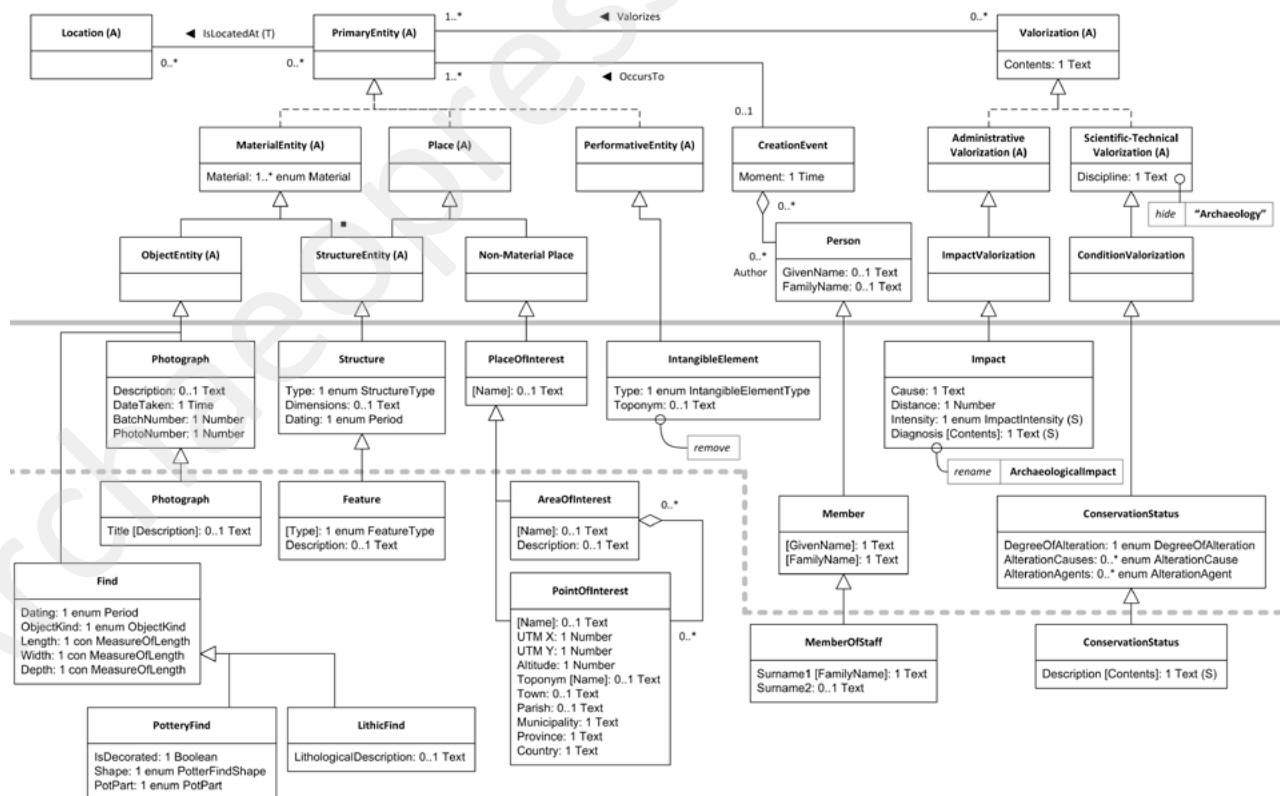 Location (A)
◄ IsLocatedAt (T)
0..*
0..*
PrimaryEntity (A)
1..*
◄ Valorizes
0..*
1..*
◄ OccursTo
0..1
Valorization (A)
Contents: 1 Text
MaterialEntity (A)
Material: 1..* enum Material
Place (A)
PerformativeEntity (A)
CreationEvent
Moment: 1 Time
0..*
0..*
Author
Administrative
Valorization (A)
Scientific-Technical
Valorization (A)
Discipline: 1 Text
hide
“Archaeology”
ObjectEntity (A)
StructureEntity (A)
Non-Material Place
Person
GivenName: 0..1 Text
FamilyName: 0..1 Text
ImpactValorization
ConditionValorization
Photograph
Description: 0..1 Text
DateTaken: 1 Time
BatchNumber: 1 Number
PhotoNumber: 1 Number
Structure
Type: 1 enum StructureType
Dimensions: 0..1 Text
Dating: 1 enum Period
PlaceOfInterest
[Name]: 0..1 Text
IntangibleElement
Type: 1 enum IntangibleElementType
Toponym: 0..1 Text
remove
Impact
Cause: 1 Text
Distance: 1 Number
Intensity: 1 enum ImpactIntensity (S)
Diagnosis [Contents]: 1 Text (S)
rename
ArchaeologicalImpact
Photograph
Title [Description]: 0..1 Text
Feature
[Type]: 1 enum FeatureType
Description: 0..1 Text
AreaOfInterest
[Name]: 0..1 Text
Description: 0..1 Text
0..*
0..*
Member
[GivenName]: 1 Text
[FamilyName]: 1 Text
ConservationStatus
DegreeOfAlteration: 1 enum DegreeOfAlteration
AlterationCauses: 0..* enum AlterationCause
AlterationAgents: 0..* enum AlterationAgent
Find
Dating: 1 enum Period
ObjectKind: 1 enum ObjectKind
Length: 1 con MeasureOfLength
Width: 1 con MeasureOfLength
Depth: 1 con MeasureOfLength
PointOfInterest
[Name]: 0..1 Text
UTM X: 1 Number
UTM Y: 1 Number
Altitude: 1 Number
Toponym [Name]: 0..1 Text
Town: 0..1 Text
Parish: 0..1 Text
Municipality: 1 Text
Province: 1 Text
Country: 1 Text
MemberOfStaff
Surname1 [FamilyName]: 1 Text
Surname2: 0..1 Text
ConservationStatus
Description [Contents]: 1 Text (S)
PotteryFind
IsDecorated: 1 Boolean
Shape: 1 enum PotterFindShape
PotPart: 1 enum PotPart
LithicFind
LithologicalDescription: 0..1 Text
rchaeopress